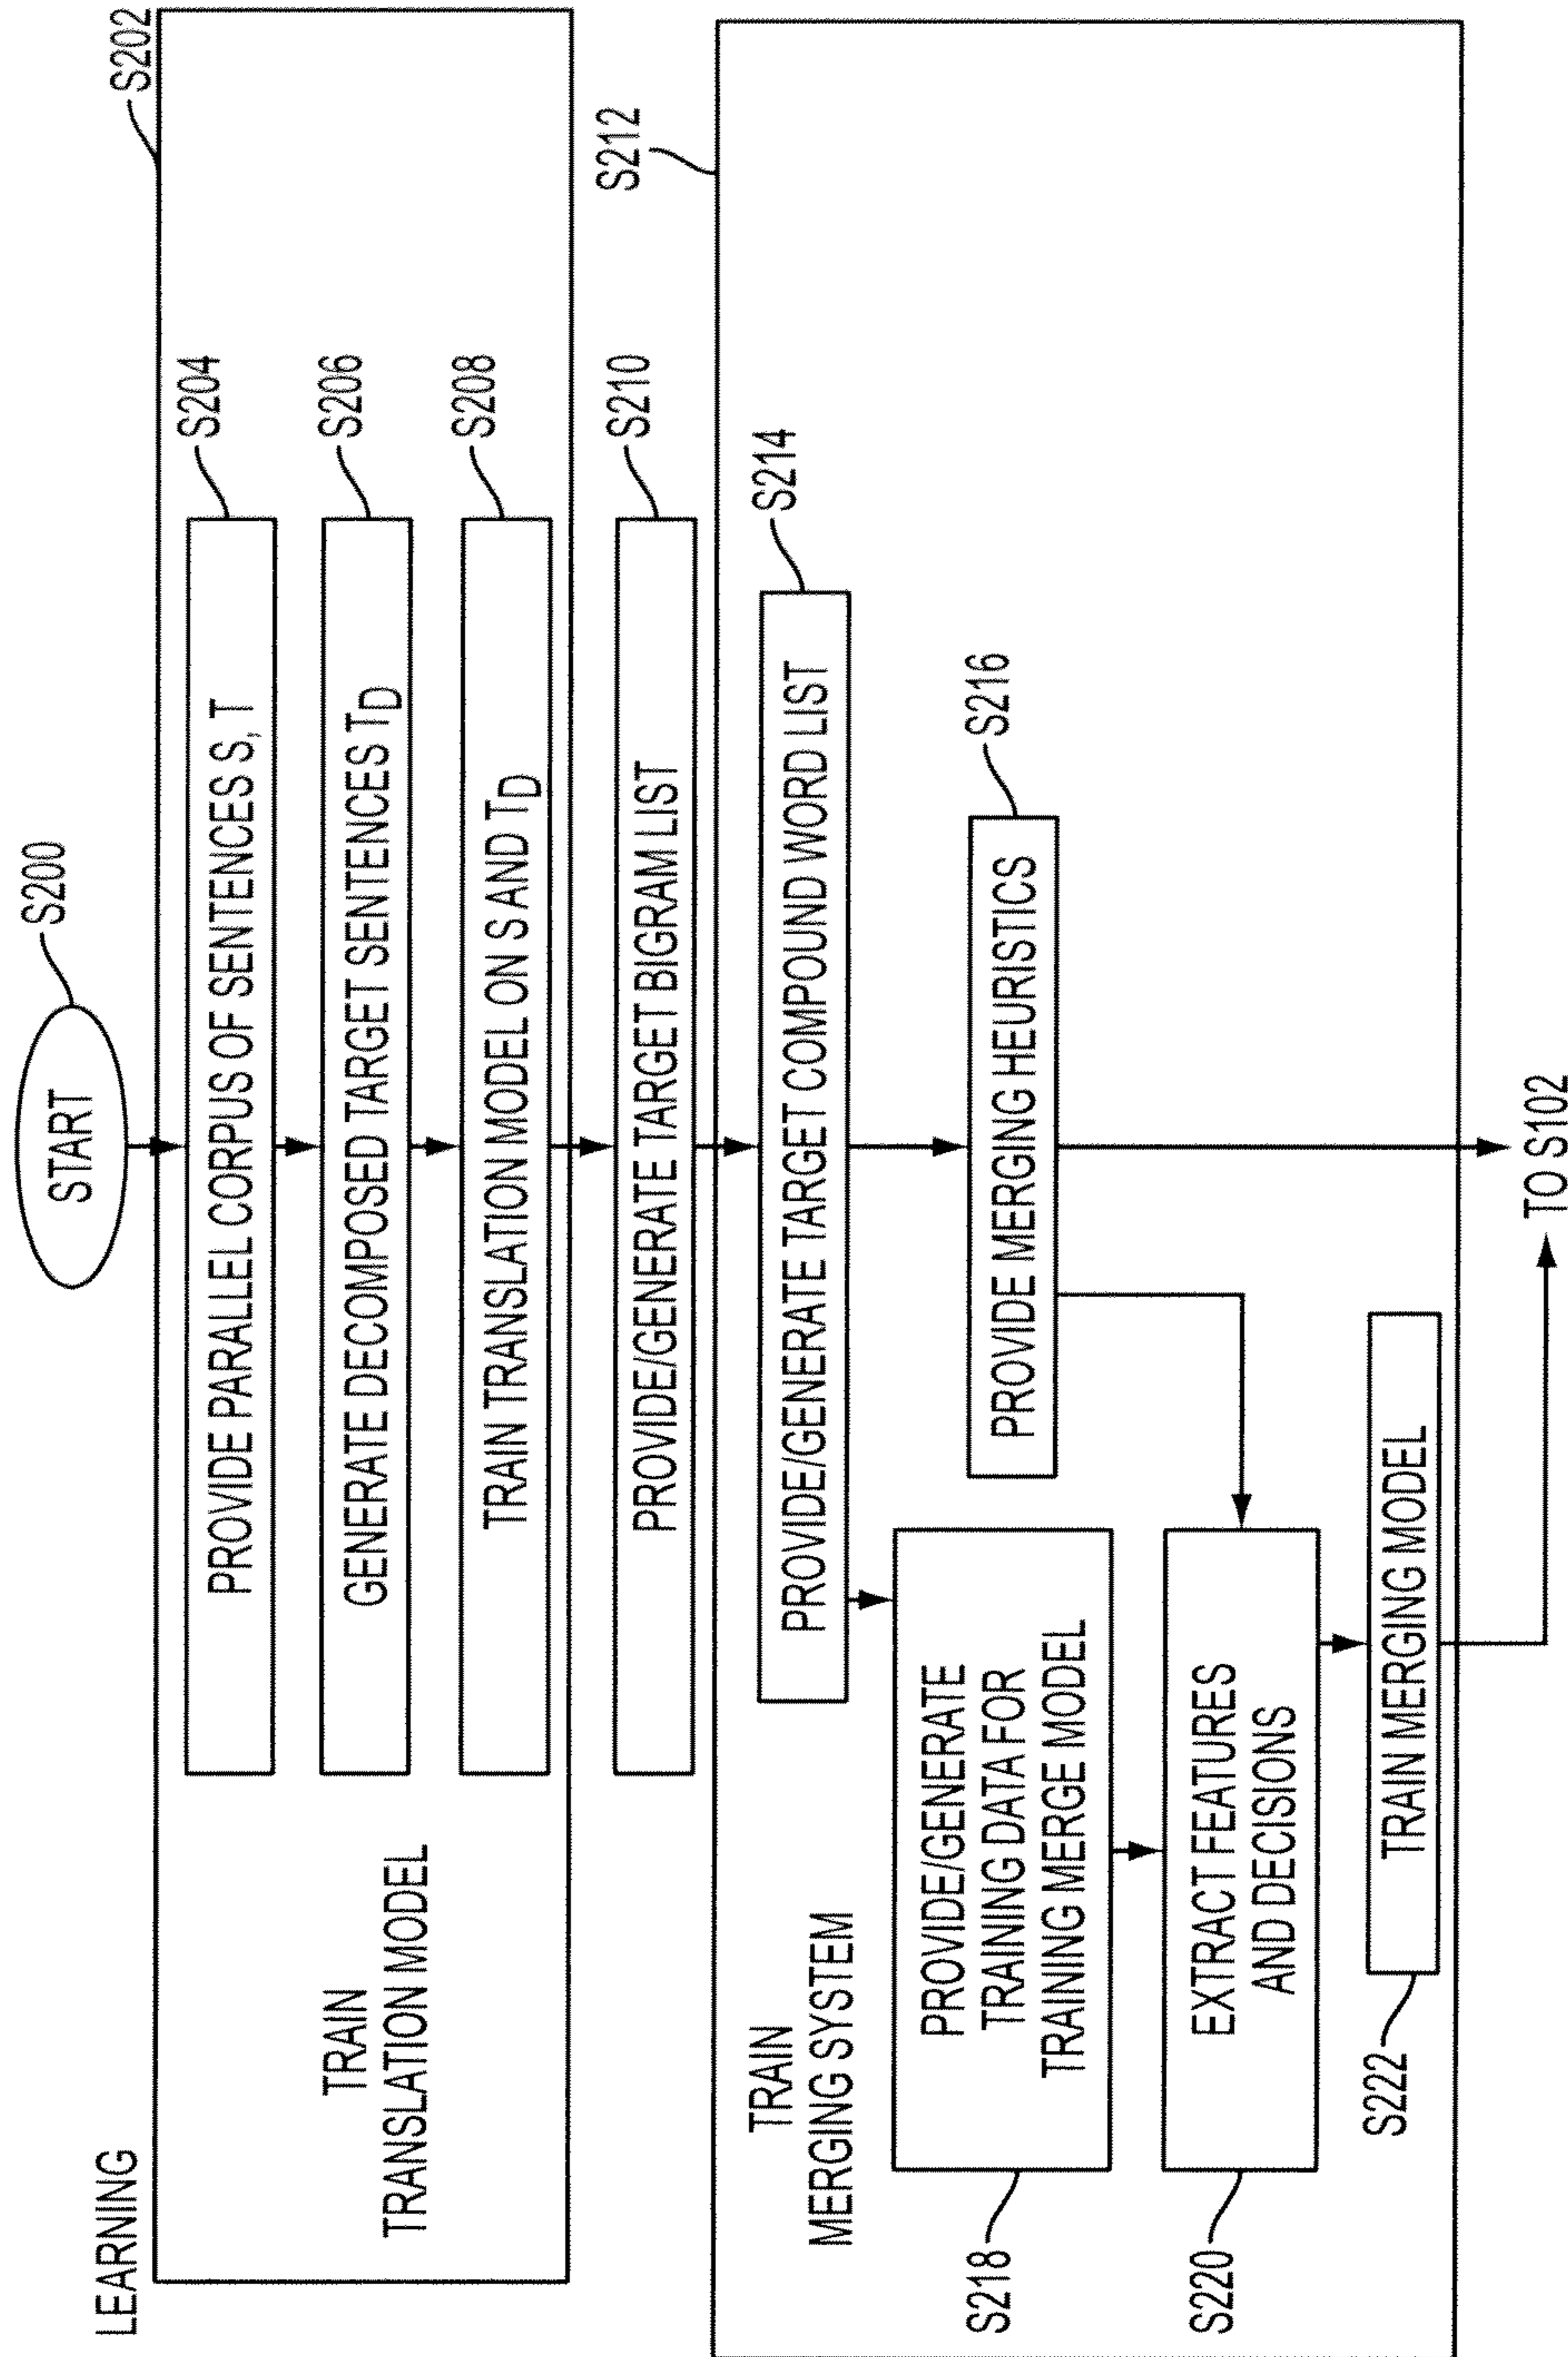 LEARNING
START
S200
S202
TRAIN
TRANSLATION MODEL
PROVIDE PARALLEL CORPUS OF SENTENCES S, T
S204
GENERATE DECOMPOSED TARGET SENTENCES TD
S206
TRAIN TRANSLATION MODEL ON S AND TD
S208
PROVIDE/GENERATE TARGET BIGRAM LIST
S210
S212
TRAIN
MERGING SYSTEM
PROVIDE/GENERATE TARGET COMPOUND WORD LIST
S214
PROVIDE MERGING HEURISTICS
S216
PROVIDE/GENERATE
TRAINING DATA FOR
TRAINING MERGE MODEL
S218
EXTRACT FEATURES
AND DECISIONS
S220
TRAIN MERGING MODEL
S222
TO S102